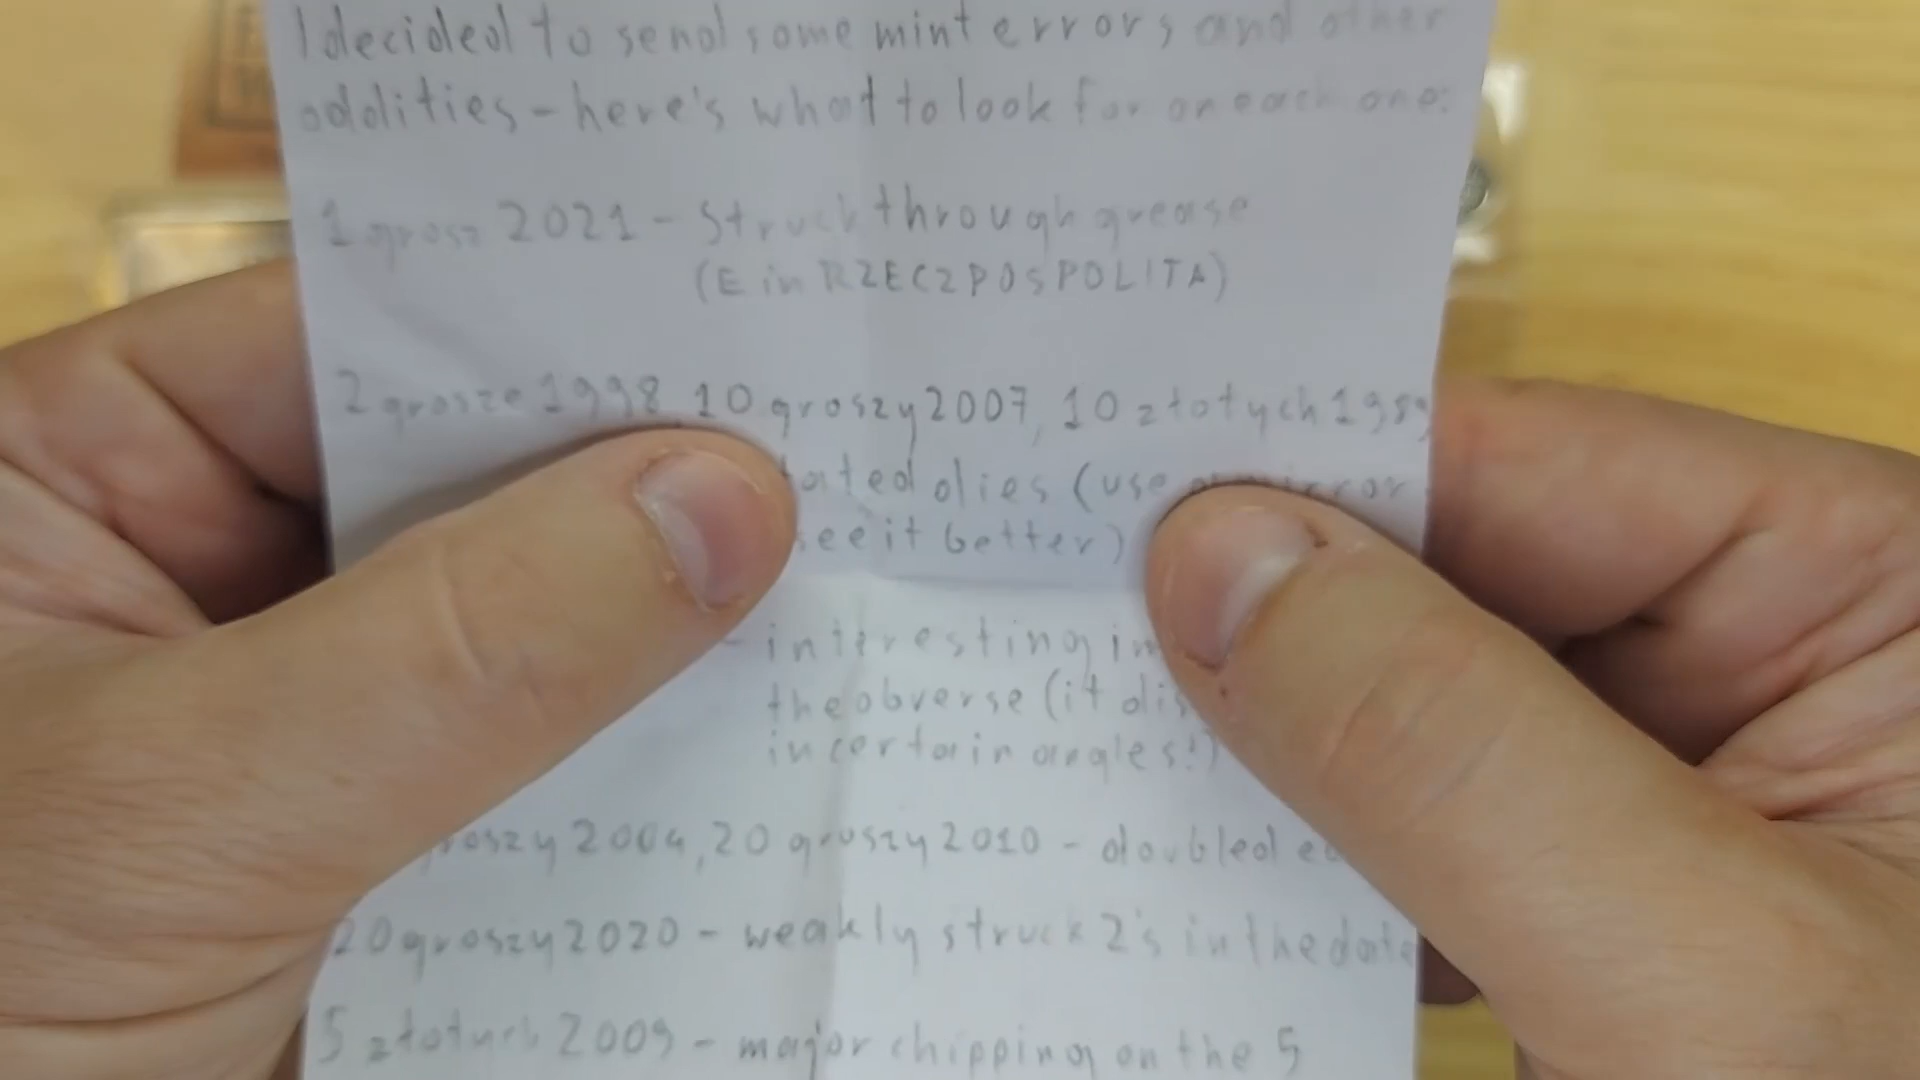 I decided to send some mint errors and other
oddities - here's what to look for on each one:
1 grosz 2021 - Struck through grease
(E in RZECZPOSPOLITA)
2 grosze 1998, 10 groszy 2007, 10 złotych 1989
tated dies (use a mirror
see it better)
- interesting
the obverse (it
in certain angles!)
groszy 2004, 20 groszy 2010 - doubled
20 groszy 2020 - weakly struck 2's in the date
5 złotych 2009 - major chipping on the 5